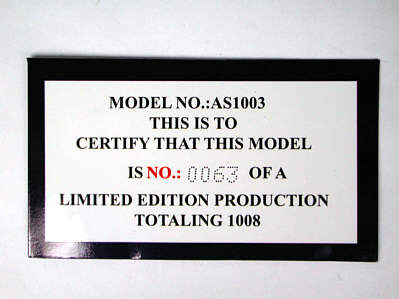 MODEL NO.:AS1003
THIS IS TO
CERTIFY THAT THIS MODEL
IS NO.: 0063 OF A
LIMITED EDITION PRODUCTION
TOTALING 1008